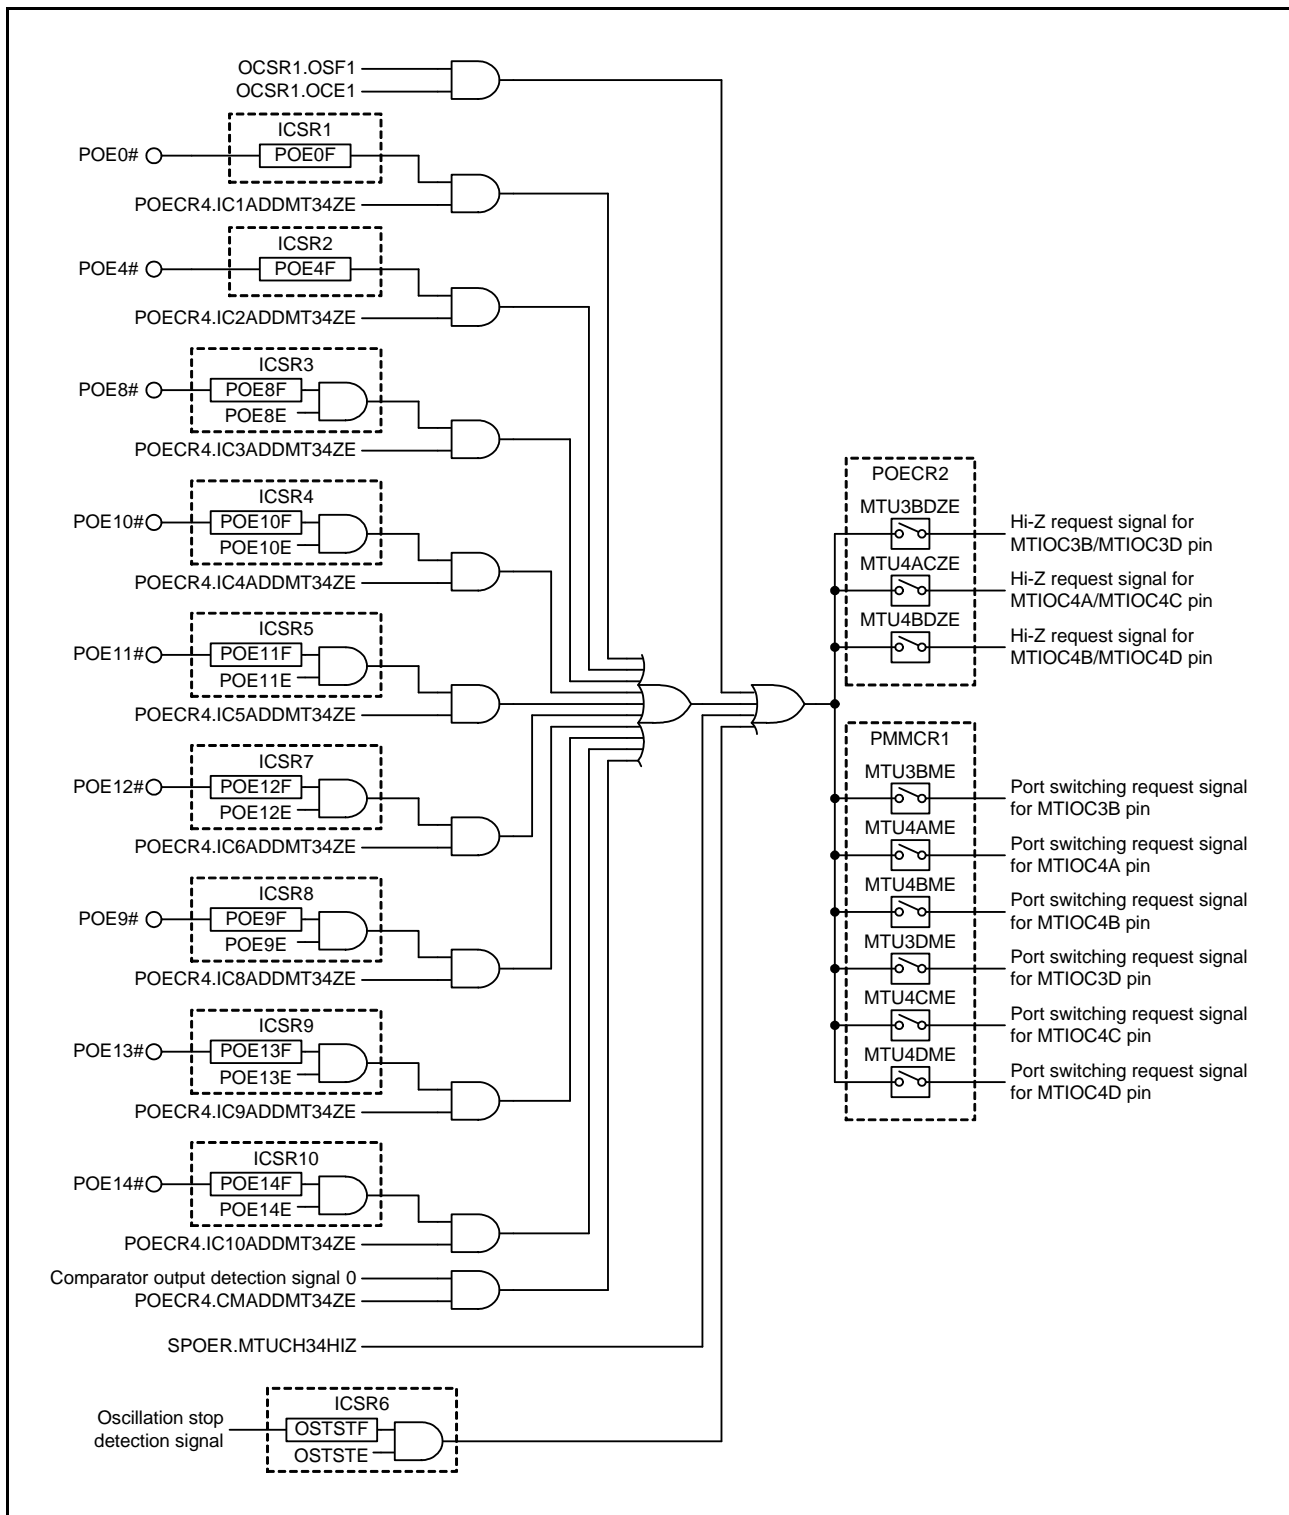 OCSR1.OSF1
OCSR1.OCE1
ICSR1
POE0#
POE0F
POECR4.IC1ADDMT34ZE
ICSR2
POE4#
POE4F
POECR4.IC2ADDMT34ZE
ICSR3
POE8#
POE8F
POE8E
POECR4.IC3ADDMT34ZE
ICSR4
POE10#
POE10F
POE10E
POECR4.IC4ADDMT34ZE
ICSR5
POE11#
POE11F
POE11E
POECR4.IC5ADDMT34ZE
ICSR7
POE12#
POE12F
POE12E
POECR4.IC6ADDMT34ZE
ICSR8
POE9#
POE9F
POE9E
POECR4.IC8ADDMT34ZE
ICSR9
POE13#
POE13F
POE13E
POECR4.IC9ADDMT34ZE
ICSR10
POE14#
POE14F
POE14E
POECR4.IC10ADDMT34ZE
Comparator output detection signal 0
POECR4.CMADDMT34ZE
SPOER.MTUCH34HIZ
ICSR6
Oscillation stop
detection signal
OSTSTF
OSTSTE
POECR2
MTU3BDZE
Hi-Z request signal for
MTIOC3B/MTIOC3D pin
MTU4ACZE
Hi-Z request signal for
MTIOC4A/MTIOC4C pin
MTU4BDZE
Hi-Z request signal for
MTIOC4B/MTIOC4D pin
PMMCR1
MTU3BME
Port switching request signal
for MTIOC3B pin
MTU4AME
Port switching request signal
for MTIOC4A pin
MTU4BME
Port switching request signal
for MTIOC4B pin
MTU3DME
Port switching request signal
for MTIOC3D pin
MTU4CME
Port switching request signal
for MTIOC4C pin
MTU4DME
Port switching request signal
for MTIOC4D pin